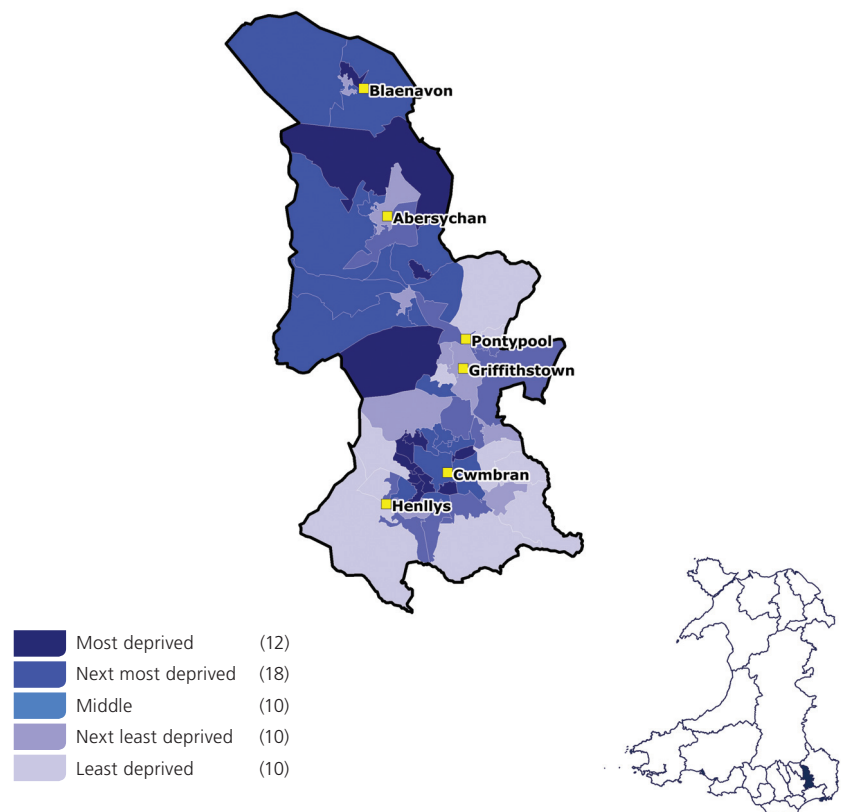 Blaenavon
Abersychan
Pontypool
Griffithstown
Cwmbran
Henllys
Most deprived (12)
Next most deprived (18)
Middle (10)
Next least deprived (10)
Least deprived (10)